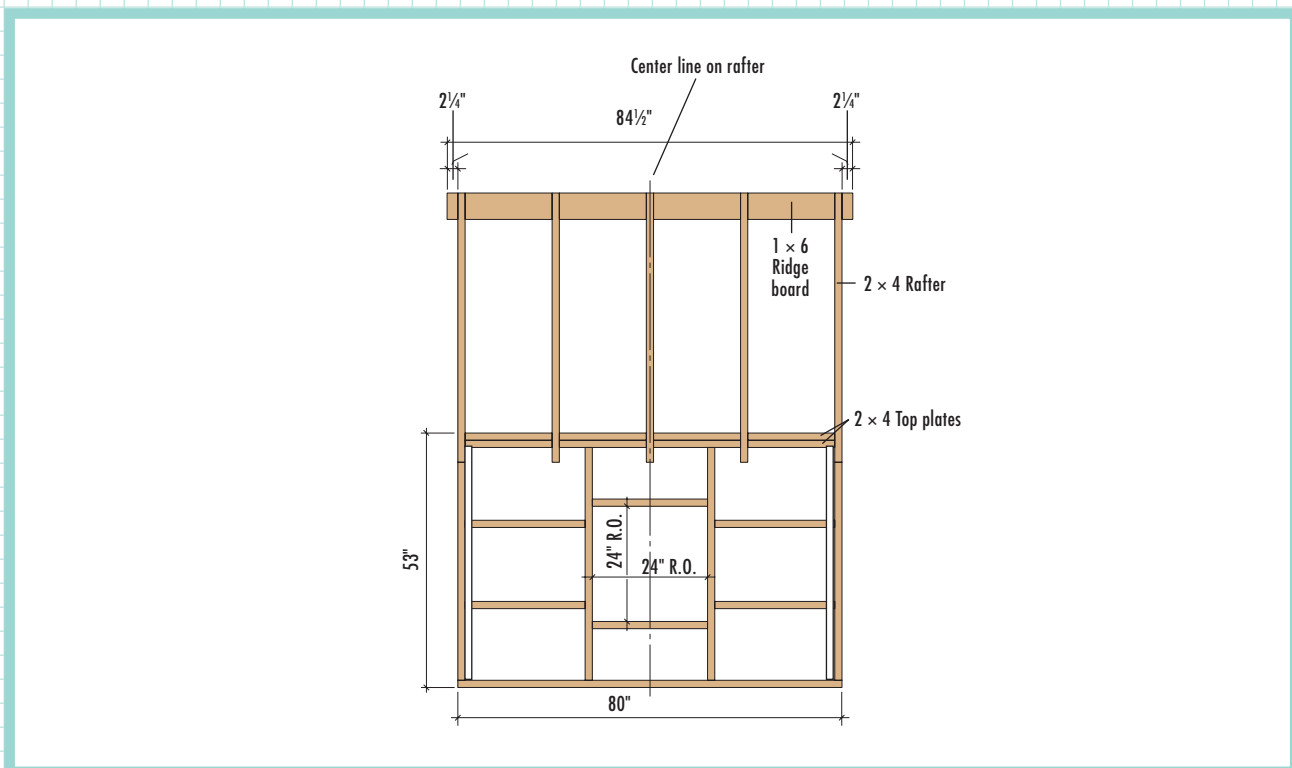 Center line on rafter
2¼"
2¼"
84½"
1 × 6
Ridge
board
2 × 4 Rafter
2 × 4 Top plates
53"
24" R.O.
24" R.O.
80"